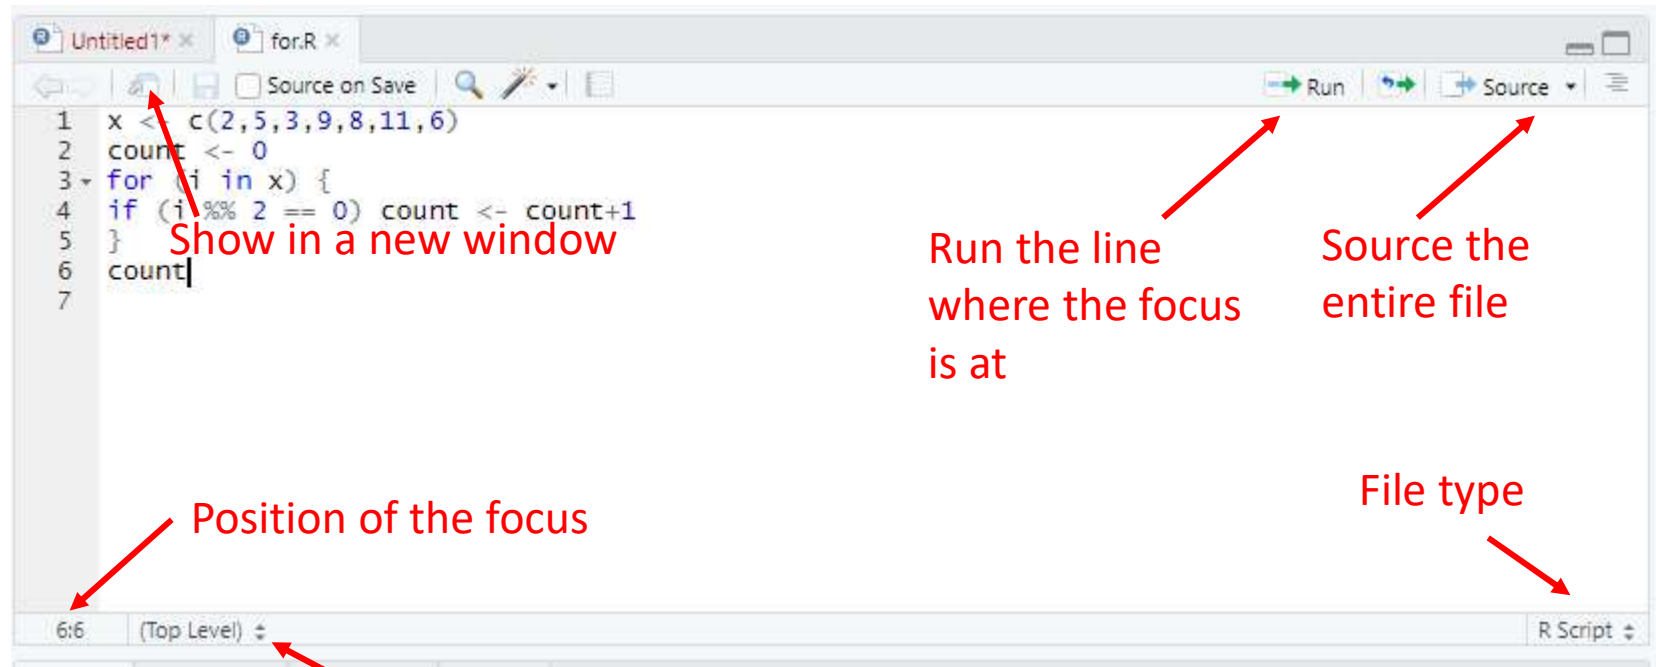 Untitled1* × for.R ×
Source on Save Run Source
1 x <- c(2,5,3,9,8,11,6)
2 count <- 0
3 for (i in x) {
4 if (i %% 2 == 0) count <- count+1
5 }
6 count
7
Show in a new window
Run the line
where the focus
is at
Source the
entire file
Position of the focus
File type
6:6 (Top Level) R Script